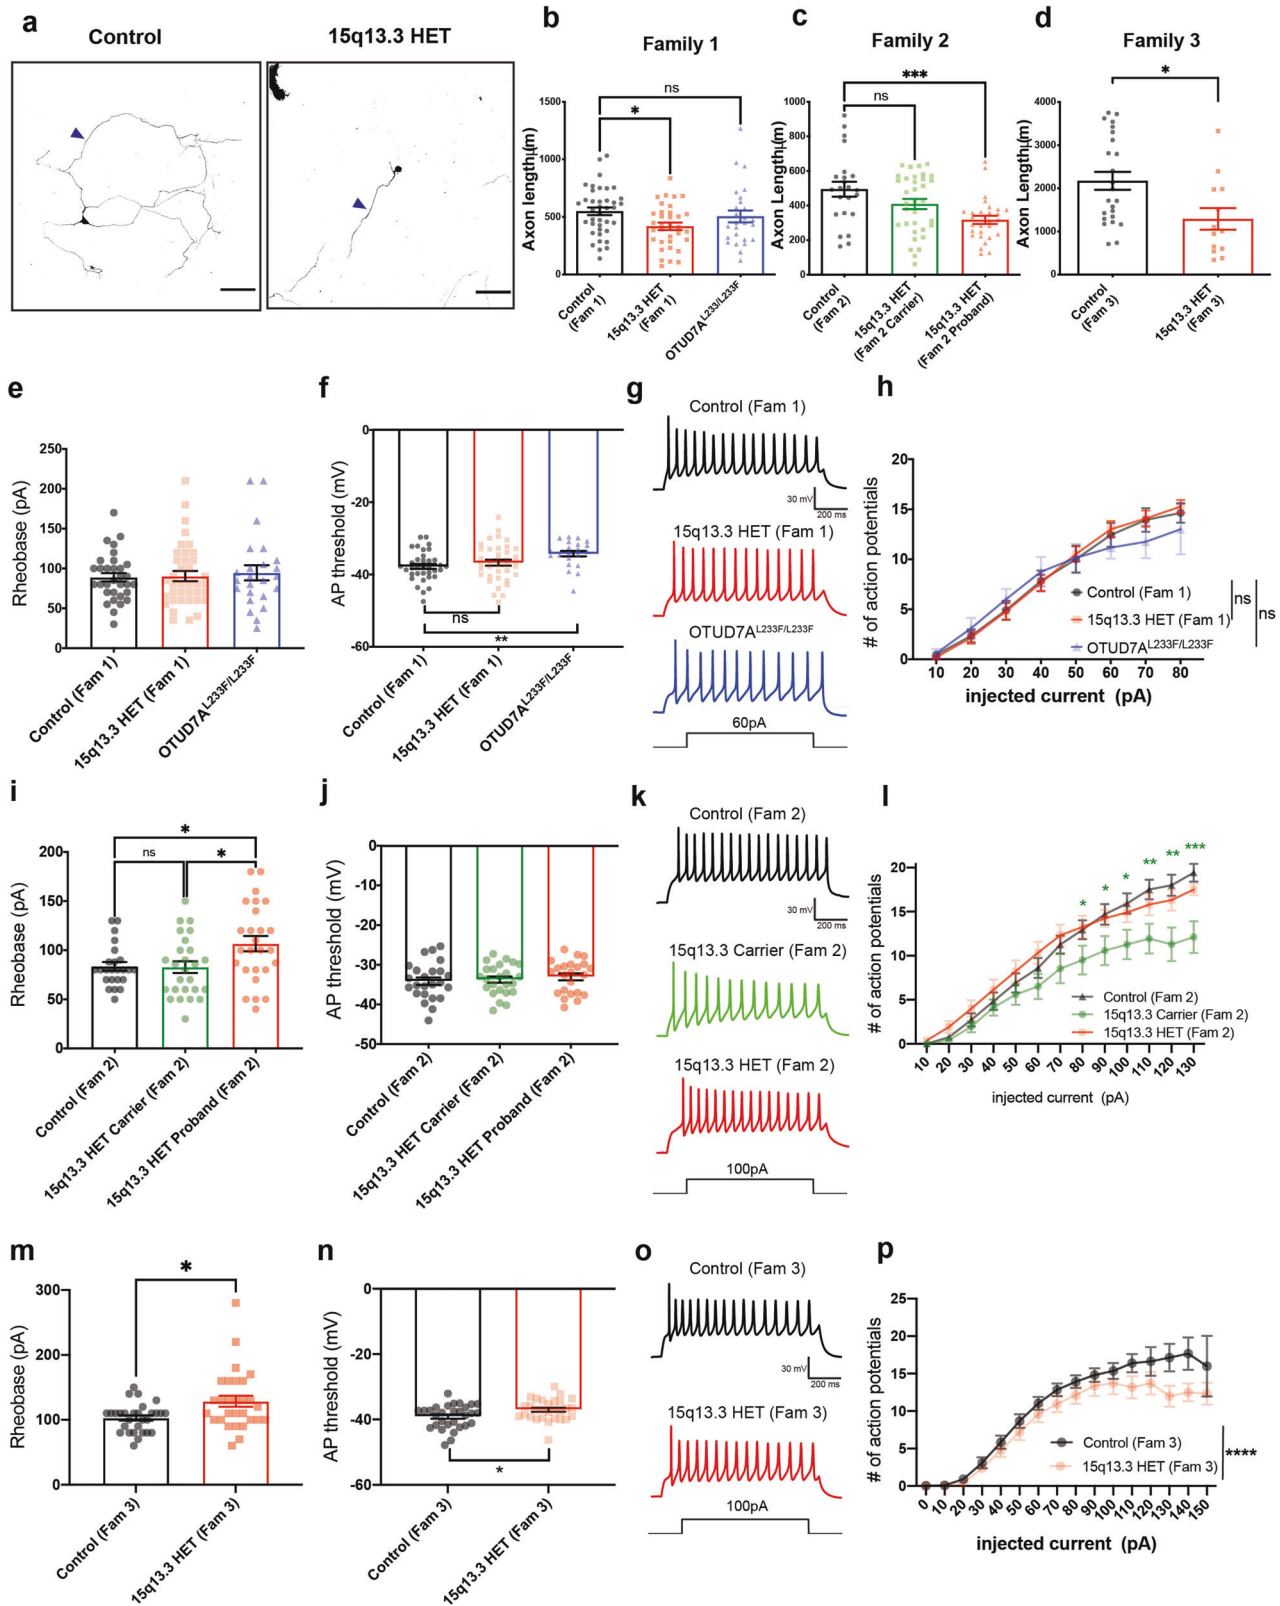 a
Control
15q13.3 HET
b
Family 1
ns
*
1500
1000
500
0
Axon lengthμm)
Control
(Fam 1)
15q13.3 HET
(Fam 1)
OTUD7A^L233/L233F
c
Family 2
***
ns
1000
800
600
400
200
0
Axon Lengthμm)
Control
(Fam 2)
15q13.3 HET
(Fam 2 Carrier)
15q13.3 HET
(Fam 2 Proband)
d
Family 3
*
4000
3000
2000
1000
0
Axon Lengthμm)
Control
(Fam 3)
15q13.3 HET
(Fam 3)
e
250
200
150
100
50
0
Rheobase (pA)
Control (Fam 1)
15q13.3 HET (Fam 1)
OTUD7A^L233F/L233F
f
0
-20
-40
-60
AP threshold (mV)
ns
**
Control (Fam 1)
15q13.3 HET (Fam 1)
OTUD7A^L233F/L233F
g
Control (Fam 1)
30 mV
200 ms
15q13.3 HET (Fam 1)
OTUD7A^L233F/L233F
60pA
h
20
15
10
5
0
# of action potentials
Control (Fam 1)
15q13.3 HET (Fam 1)
OTUD7A^L233F/L233F
ns
ns
10 20 30 40 50 60 70 80
injected current (pA)
i
*
ns
*
200
150
100
50
0
Rheobase (pA)
Control (Fam 2)
15q13.3 HET Carrier (Fam 2)
15q13.3 HET Proband (Fam 2)
j
0
-10
-20
-30
-40
-50
AP threshold (mV)
Control (Fam 2)
15q13.3 HET Carrier (Fam 2)
15q13.3 HET Proband (Fam 2)
k
Control (Fam 2)
30 mV
200 ms
15q13.3 Carrier (Fam 2)
15q13.3 HET (Fam 2)
100pA
l
* * * ** ** ***
20
15
10
5
0
# of action potentials
Control (Fam 2)
15q13.3 Carrier (Fam 2)
15q13.3 HET (Fam 2)
10 20 30 40 50 60 70 80 90 100 110 120 130
injected current (pA)
m
*
300
200
100
0
Rheobase (pA)
Control (Fam 3)
15q13.3 HET (Fam 3)
n
0
-20
-40
-60
AP threshold (mV)
*
Control (Fam 3)
15q13.3 HET (Fam 3)
o
Control (Fam 3)
30 mV
200 ms
15q13.3 HET (Fam 3)
100pA
p
25
20
15
10
5
0
# of action potentials
Control (Fam 3)
15q13.3 HET (Fam 3)
****
0 10 20 30 40 50 60 70 80 90 100 110 120 130 140 150
injected current (pA)